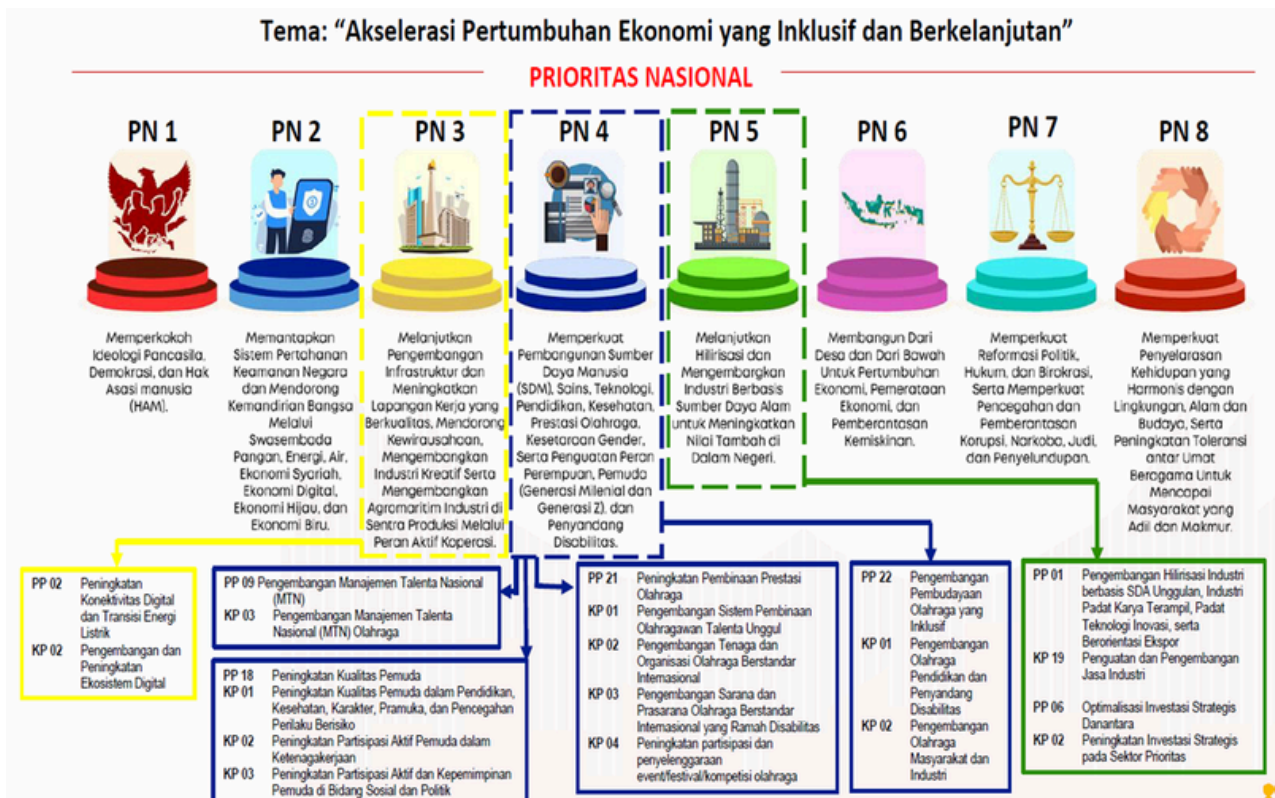 Tema: “Akselerasi Pertumbuhan Ekonomi yang Inklusif dan Berkelanjutan”
PRIORITAS NASIONAL
PN 1
Memperkokoh
Ideologi Pancasila,
Demokrasi, dan Hak
Asasi manusia
(HAM).
PN 2
Memantapkan
Sistem Pertahanan
Keamanan Negara
dan Mendorong
Kemandirian Bangsa
Melalui
Swasembada
Pangan, Energi, Air,
Ekonomi Syariah,
Ekonomi Digital,
Ekonomi Hijau, dan
Ekonomi Biru.
PN 3
Melanjutkan
Pengembangan
Infrastruktur dan
Meningkatkan
Lapangan Kerja yang
Berkualitas, Mendorong
Kewirausahaan,
Mengembangkan
Industri Kreatif Serta
Mengembangkan
Agromaritim Industri di
Sentra Produksi Melalui
Peran Aktif Koperasi.
PN 4
Memperkuat
Pembangunan Sumber
Daya Manusia
(SDM), Sains, Teknologi,
Pendidikan, Kesehatan,
Prestasi Olahraga,
Kesetaraan Gender,
Serta Penguatan Peran
Perempuan, Pemuda
(Generasi Milenial dan
Generasi Z), dan
Penyandang
Disabilitas.
PN 5
Melanjutkan
Hilirisasi dan
Mengembargkan
Industri Berbasis
Sumber Daya Alam
untuk Meningkatkan
Nilai Tambah di
Dalam Negeri.
PN 6
Membangun Dari
Desa dan Dari Bawah
Untuk Pertumbuhan
Ekonomi, Pemerataan
Ekonomi, dan
Pemberantasan
Kemiskinan.
PN 7
Memperkuat
Reformasi Politik,
Hukum, dan Birokrasi,
Serta Memperkuat
Pencegahan dan
Pemberantasan
Korupsi, Narkoba, Judi,
dan Penyelundupan.
PN 8
Memperkuat
Penyelarasan
Kehidupan yang
Harmonis dengan
Lingkungan, Alam dan
Budaya, Serta
Peningkatan Toleransi
antar Umat
Beragama Untuk
Mencapai
Masyarakat yang
Adil dan Makmur.
PP 02 Peningkatan
Konektivitas Digital
dan Transisi Energi
Listrik
KP 02 Pengembangan dan
Peningkatan
Ekosistem Digital
PP 09 Pengembangan Manajemen Talenta Nasional
(MTN)
KP 03 Pengembangan Manajemen Talenta
Nasional (MTN) Olahraga
PP 18 Peningkatan Kualitas Pemuda
KP 01 Peningkatan Kualitas Pemuda dalam Pendidikan,
Kesehatan, Karakter, Pramuka, dan Pencegahan
Perilaku Berisiko
KP 02 Peningkatan Partisipasi Aktif Pemuda dalam
Ketenagakerjaan
KP 03 Peningkatan Partisipasi Aktif dan Kepemimpinan
Pemuda di Bidang Sosial dan Politik
PP 21 Peningkatan Pembinaan Prestasi
Olahraga
KP 01 Pengembangan Sistem Pembinaan
Olahragawan Talenta Unggul
KP 02 Pengembangan Tenaga dan
Organisasi Olahraga Berstandar
Internasional
KP 03 Pengembangan Sarana dan
Prasarana Olahraga Berstandar
Internasional yang Ramah Disabilitas
KP 04 Peningkatan partisipasi dan
penyelenggaraan
event/festival/kompetisi olahraga
PP 22 Pengembangan
Pembudayaan
Olahraga yang
Inklusif
KP 01 Pengembangan
Olahraga
Pendidikan dan
Penyandang
Disabilitas
KP 02 Pengembangan
Olahraga
Masyarakat dan
Industri
PP 01 Pengembangan Hilirisasi Industri
berbasis SDA Unggulan, Industri
Padat Karya Terampil, Padat
Teknologi Inovasi, serta
Berorientasi Ekspor
KP 19 Penguatan dan Pengembangan
Jasa Industri
PP 06 Optimalisasi Investasi Strategis
Danantara
KP 02 Peningkatan Investasi Strategis
pada Sektor Prioritas